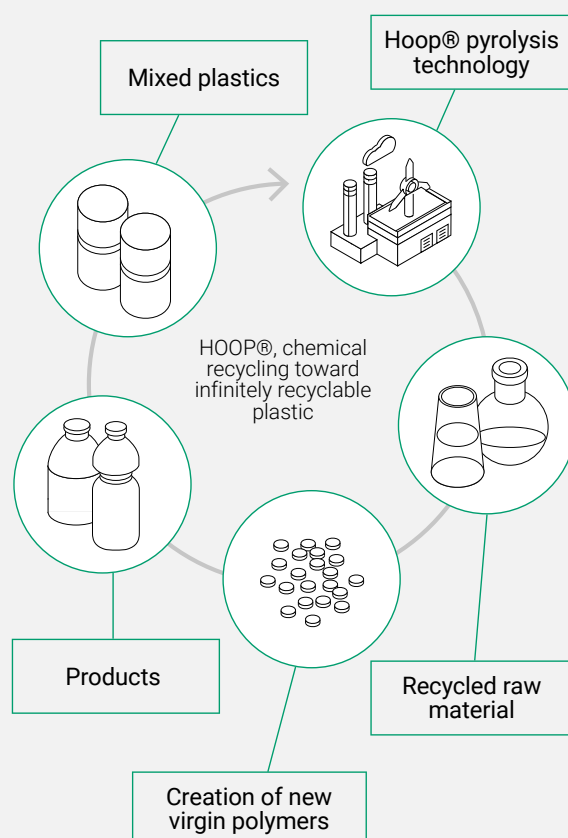 Hoop® pyrolysis
technology
Mixed plastics
HOOP®, chemical
recycling toward
infinitely recyclable
plastic
Products
Recycled raw
material
Creation of new
virgin polymers